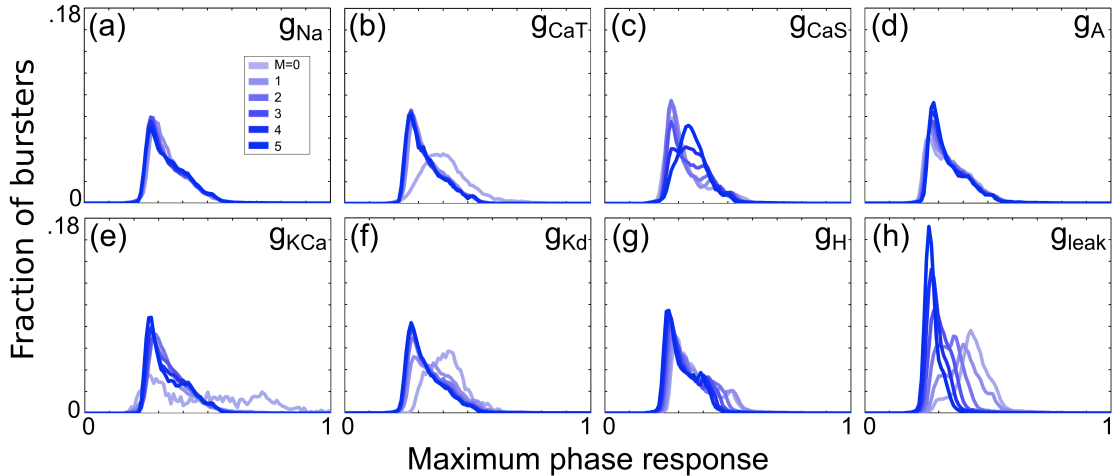 .18
(a)
gNa
(b)
gCaT
(c)
gCaS
(d)
gA
M=0
1
2
3
4
5
0
.18
(e)
gKCa
(f)
gKd
(g)
gH
(h)
gleak
0
0
1
0
1
0
1
0
1
Fraction of bursters
Maximum phase response